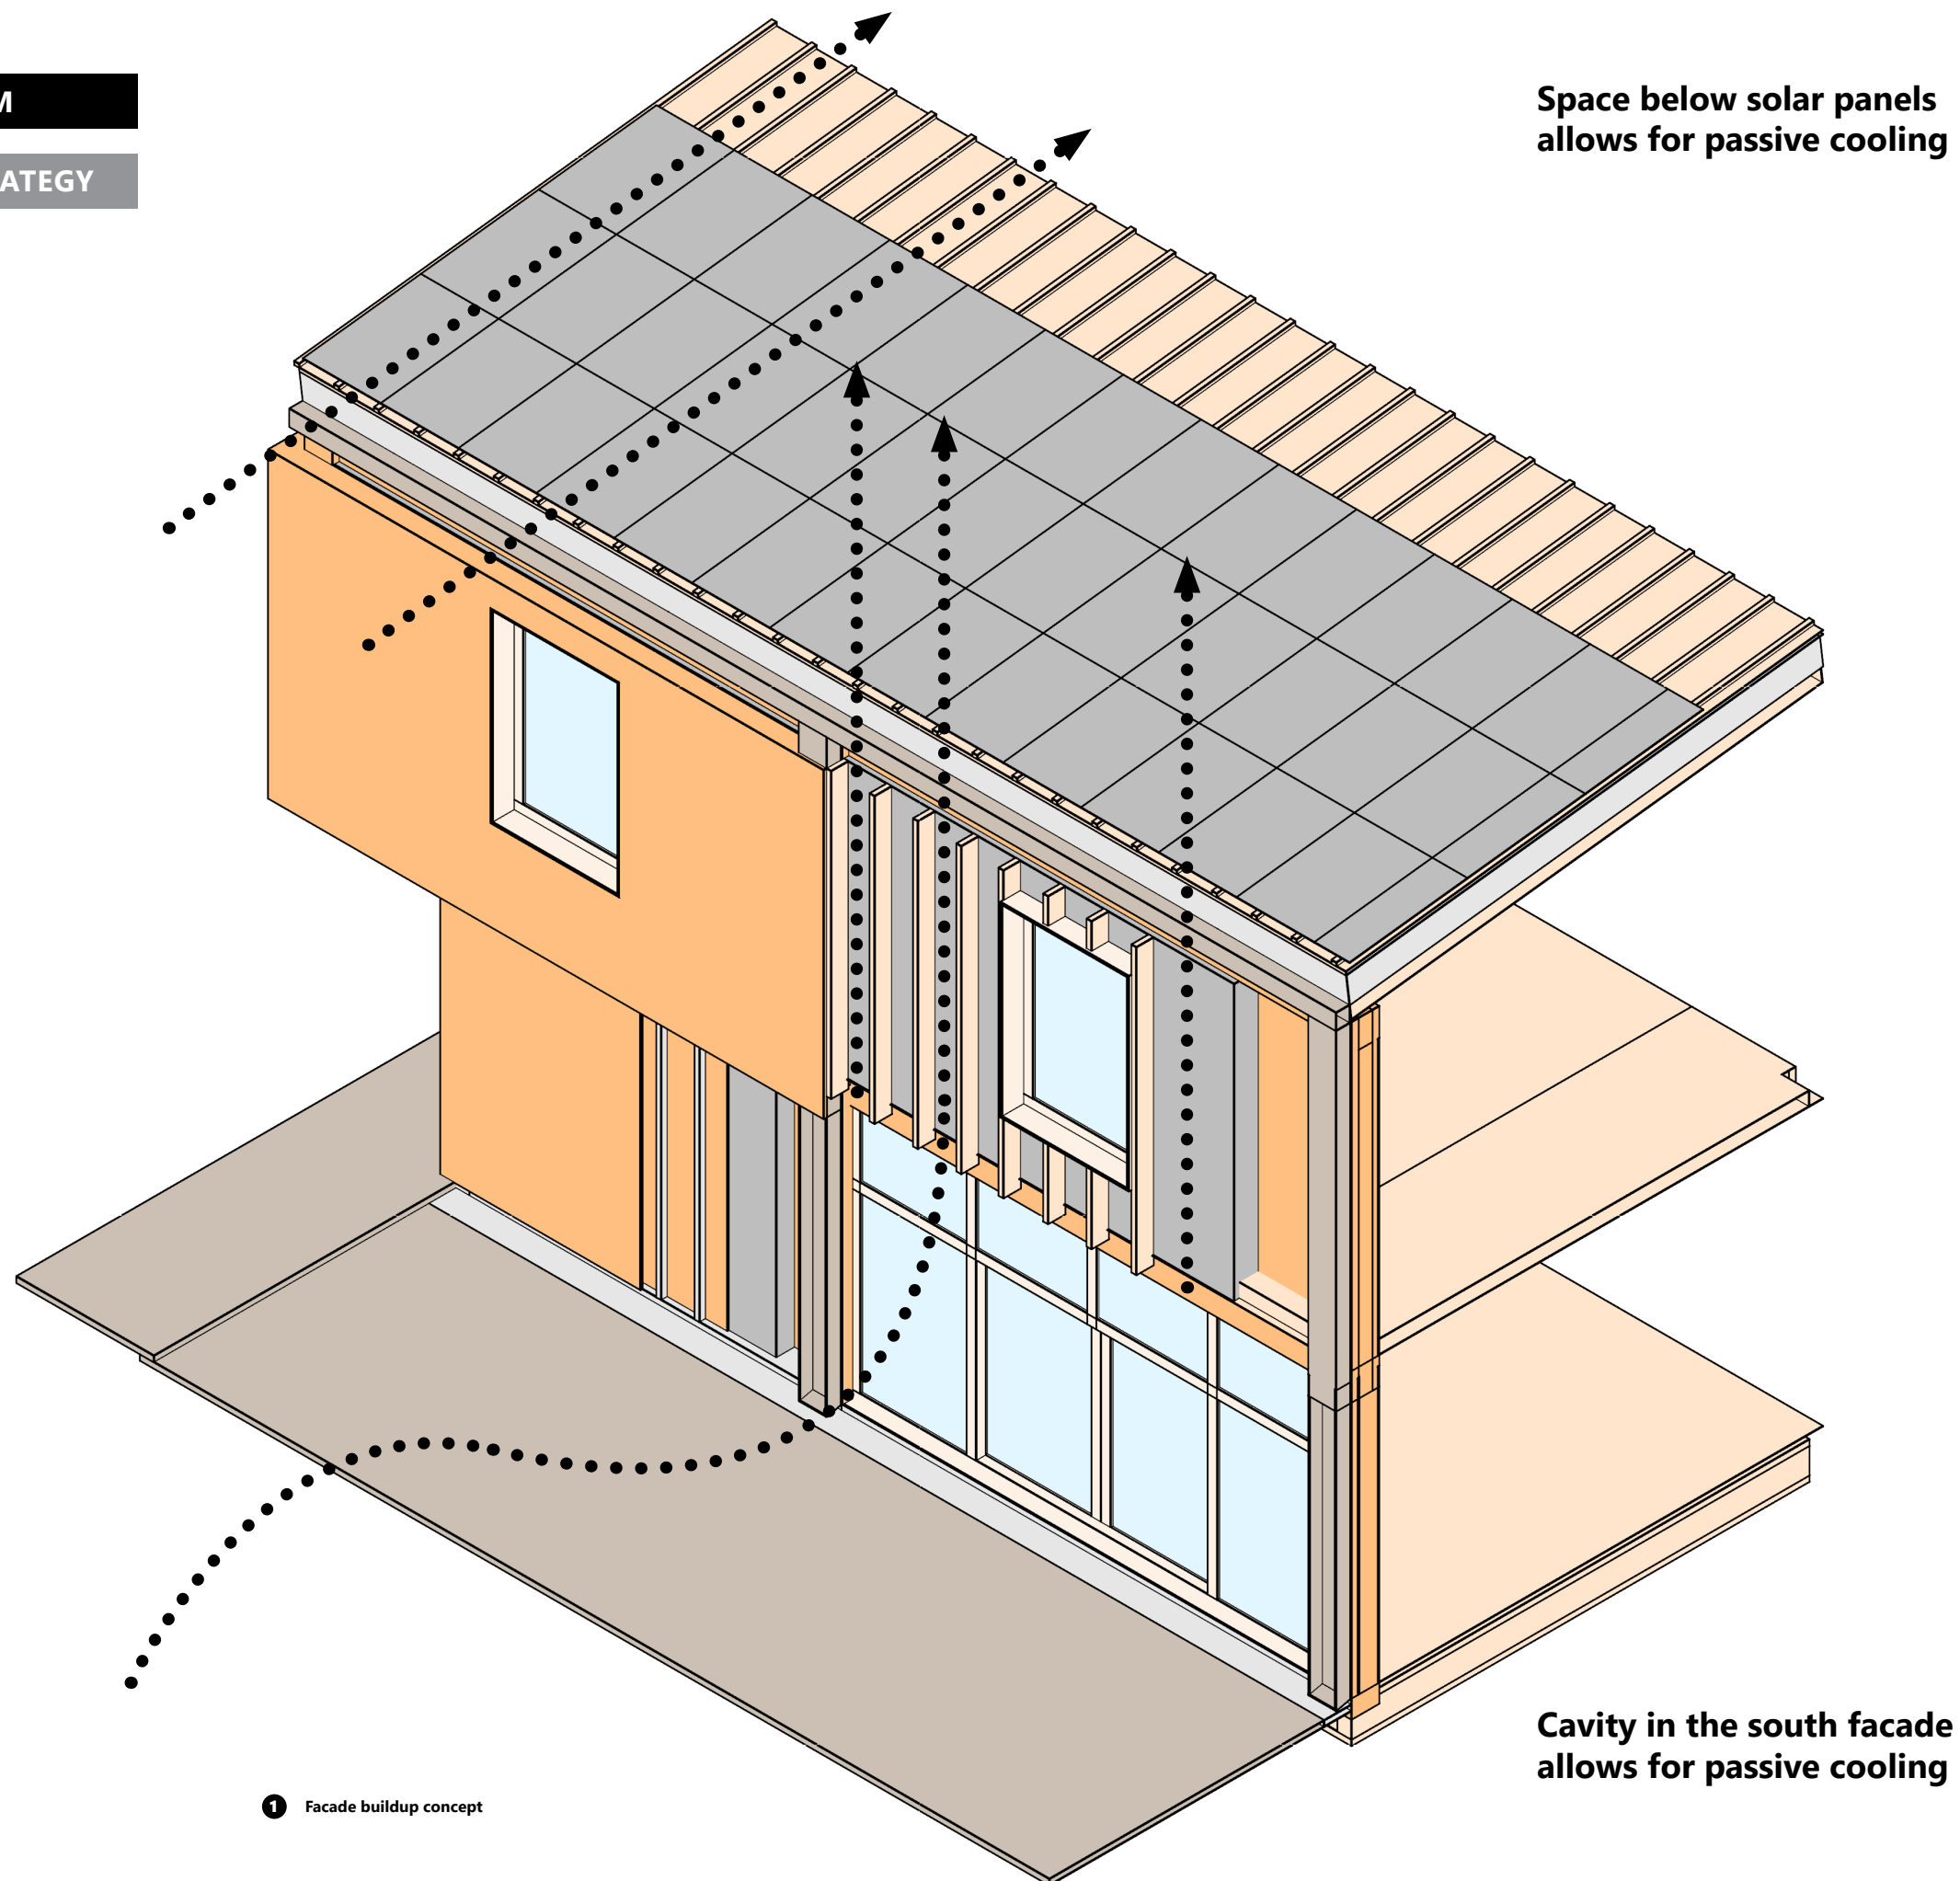 M
ATEGY
Space below solar panels
allows for passive cooling
Cavity in the south facade
allows for passive cooling
1 Facade buildup concept